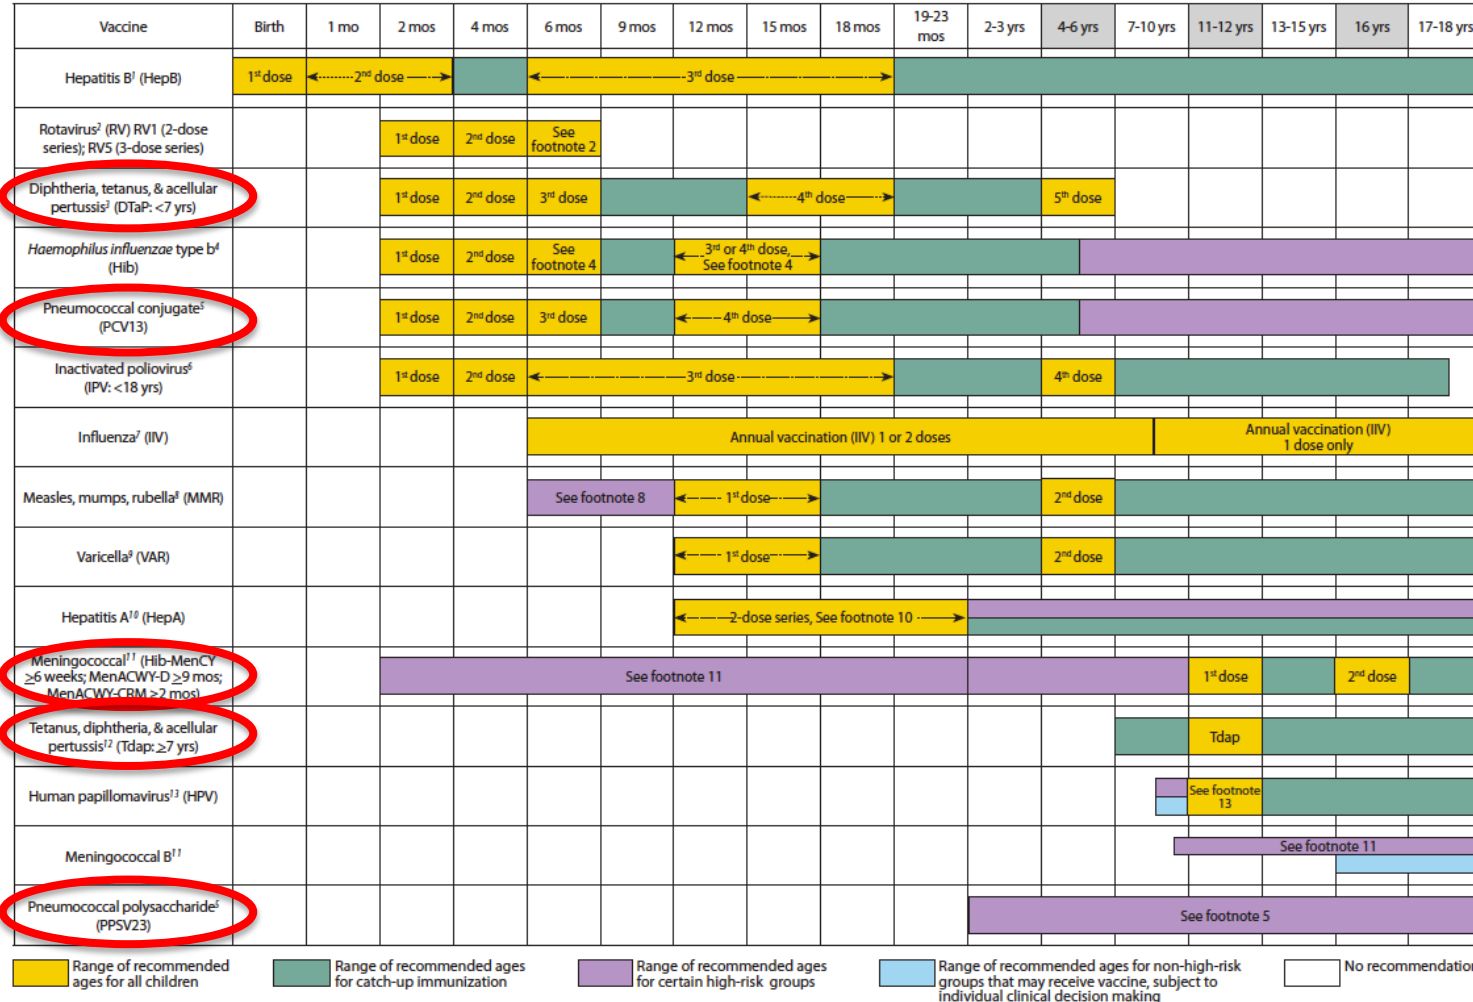 Vaccine Birth 1 mo 2 mos 4 mos 6 mos 9 mos 12 mos 15 mos 18 mos 19-23 mos 2-3 yrs 4-6 yrs 7-10 yrs 11-12 yrs 13-15 yrs 16 yrs 17-18 yrs
Hepatitis B1 (HepB)
1st dose
2nd dose
3rd dose
Rotavirus2 (RV) RV1 (2-dose
series); RV5 (3-dose series)
1st dose
2nd dose
See
footnote 2
Diphtheria, tetanus, & acellular
pertussis3 (DTaP: <7 yrs)
1st dose
2nd dose
3rd dose
4th dose
5th dose
Haemophilus influenzae type b4
(Hib)
1st dose
2nd dose
See
footnote 4
3rd or 4th dose,
See footnote 4
Pneumococcal conjugate5
(PCV13)
1st dose
2nd dose
3rd dose
4th dose
Inactivated poliovirus6
(IPV: <18 yrs)
1st dose
2nd dose
3rd dose
4th dose
Influenza7 (IIV)
Annual vaccination (IIV) 1 or 2 doses
Annual vaccination (IIV)
1 dose only
Measles, mumps, rubella8 (MMR)
See footnote 8
1st dose
2nd dose
Varicella9 (VAR)
1st dose
2nd dose
Hepatitis A10 (HepA)
2-dose series, See footnote 10
Meningococcal11 (Hib-MenCY
≥6 weeks; MenACWY-D ≥9 mos;
MenACWY-CRM ≥2 mos)
See footnote 11
1st dose
2nd dose
Tetanus, diphtheria, & acellular
pertussis12 (Tdap: ≥7 yrs)
Tdap
Human papillomavirus13 (HPV)
See footnote
13
Meningococcal B11
See footnote 11
Pneumococcal polysaccharide5
(PPSV23)
See footnote 5
Range of recommended
ages for all children
Range of recommended ages
for catch-up immunization
Range of recommended ages
for certain high-risk groups
Range of recommended ages for non-high-risk
groups that may receive vaccine, subject to
individual clinical decision making
No recommendation